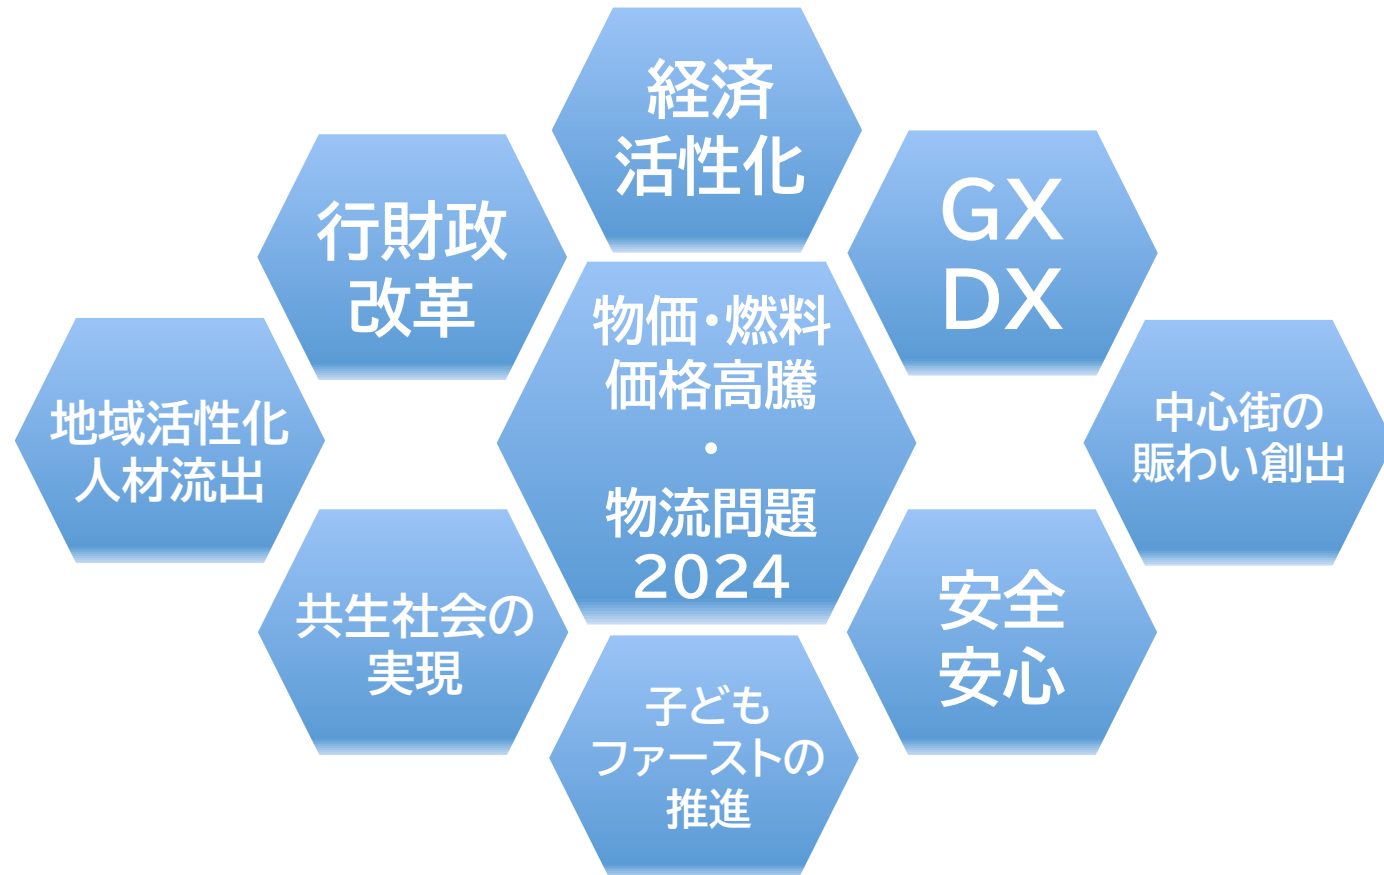 経済
活性化
行財政
改革
GX
DX
物価・燃料
価格高騰
・
物流問題
2024
地域活性化
人材流出
中心街の
賑わい創出
共生社会の
実現
安全
安心
子ども
ファーストの
推進